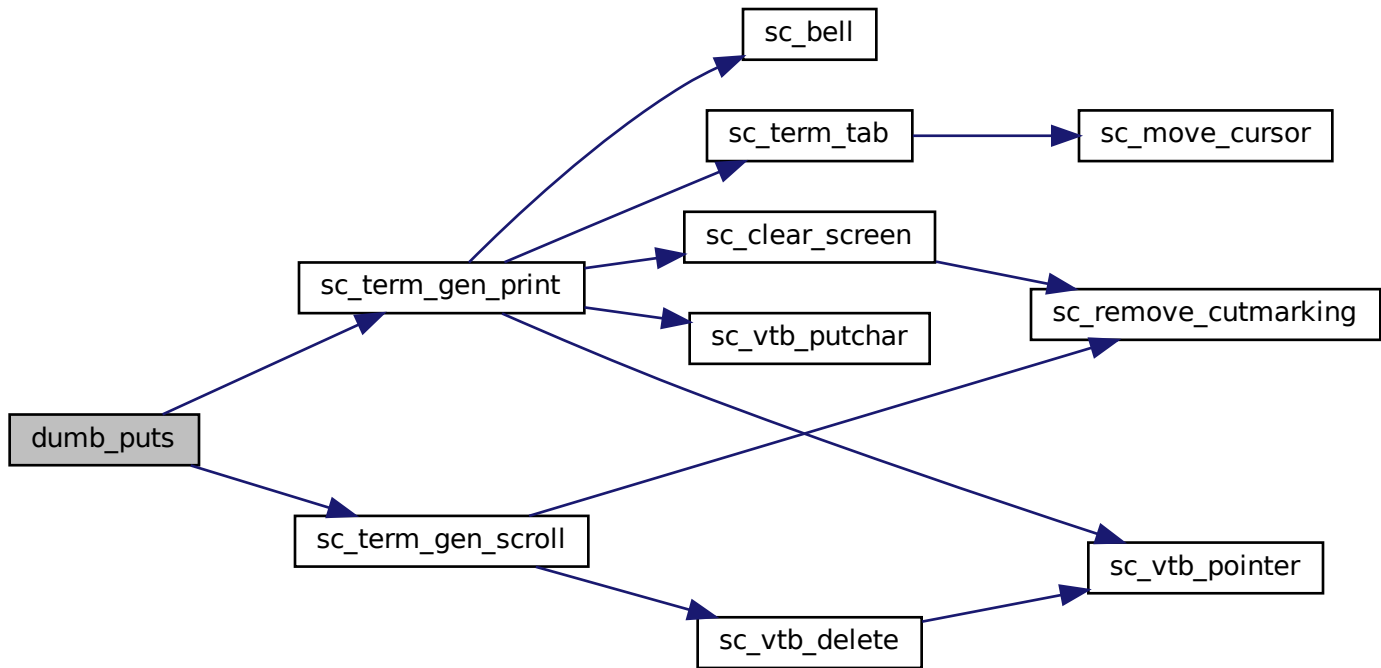 sc_bell
sc_term_tab
sc_move_cursor
sc_clear_screen
sc_term_gen_print
sc_remove_cutmarking
sc_vtb_putchar
dumb_puts
sc_term_gen_scroll
sc_vtb_pointer
sc_vtb_delete